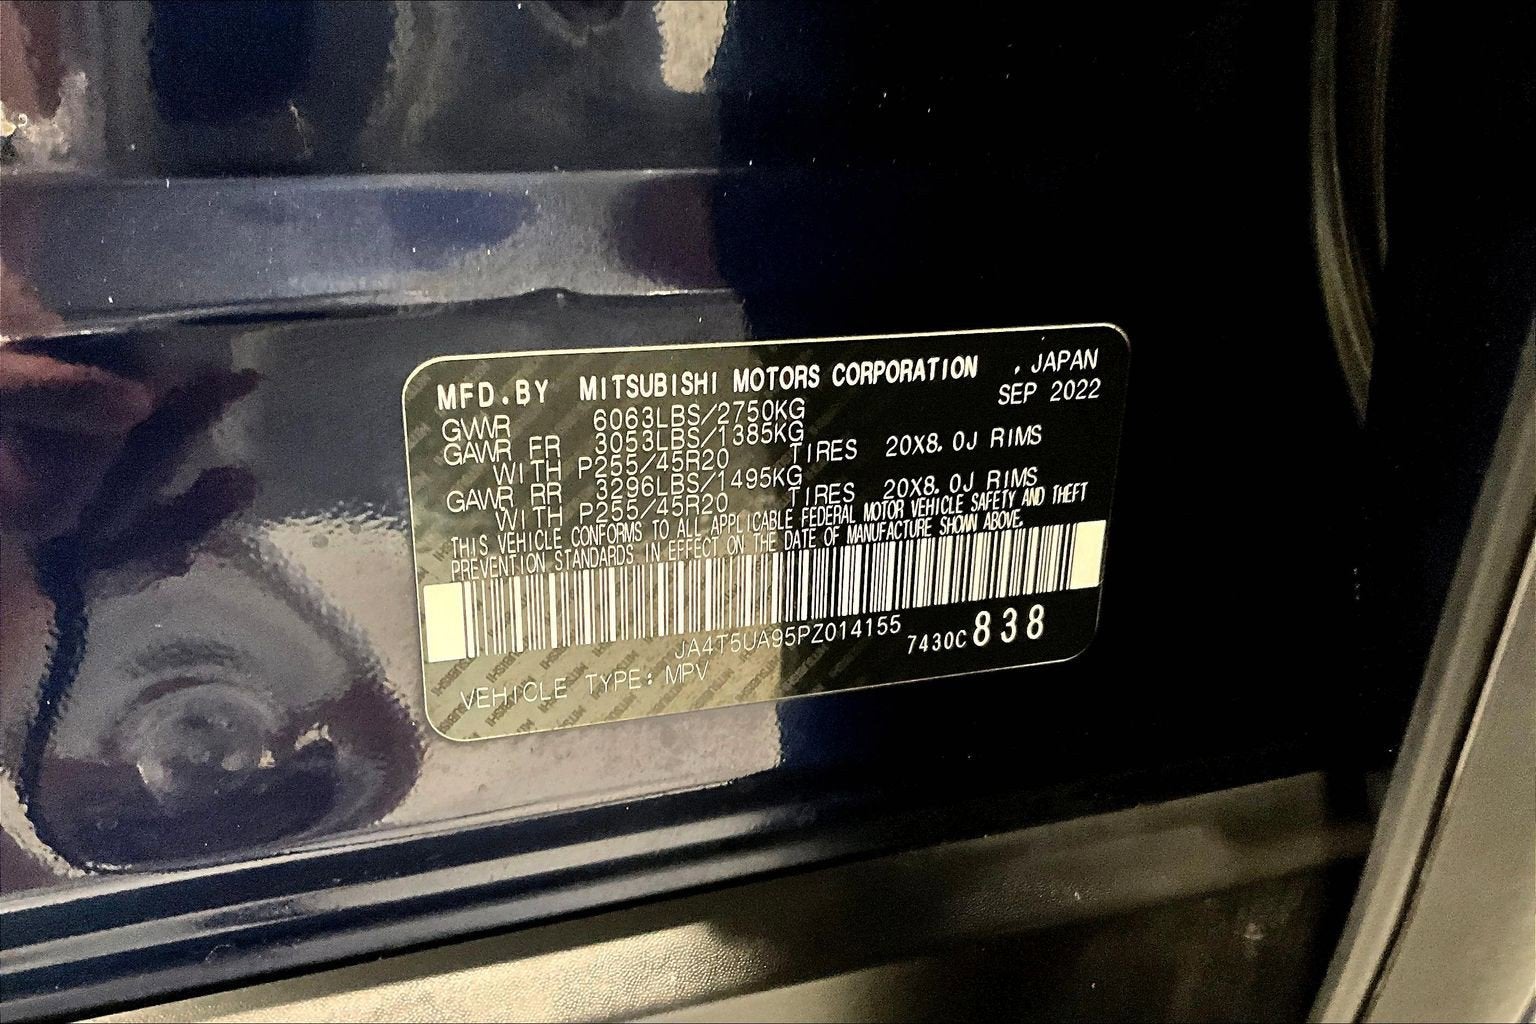 MFD.BY MITSUBISHI MOTORS CORPORATION , JAPAN
SEP 2022
GVWR 6063LBS/2750KG
GAWR FR 3053LBS/1385KG
WITH P255/45R20 TIRES 20X8.0J RIMS
GAWR RR 3296LBS/1495KG
WITH P255/45R20 TIRES 20X8.0J RIMS
THIS VEHICLE CONFORMS TO ALL APPLICABLE FEDERAL MOTOR VEHICLE SAFETY AND THEFT
PREVENTION STANDARDS IN EFFECT ON THE DATE OF MANUFACTURE SHOWN ABOVE.
JA4T5UA95PZ014155 7430C 838
VEHICLE TYPE: MPV